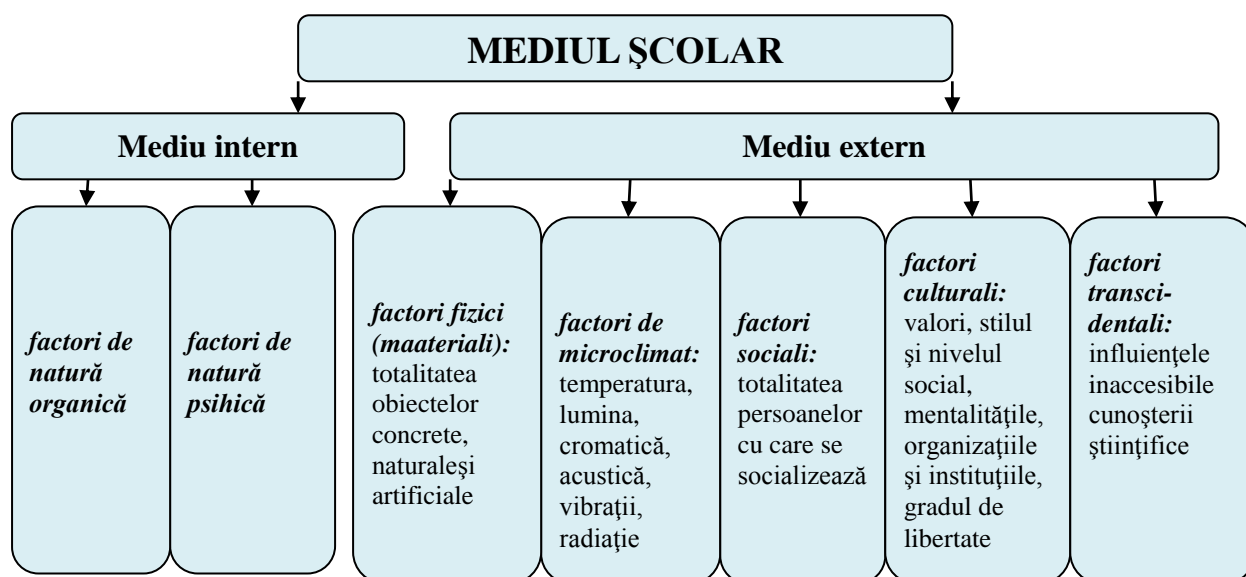 MEDIUL ŞCOLAR
Mediu intern
Mediu extern
factori de
natură
organică
factori de
natură
psihică
factori fizici
(maateriali):
totalitatea
obiectelor
concrete,
naturaleşi
artificiale
factori de
microclimat:
temperatura,
lumina,
cromatică,
acustică,
vibraţii,
radiaţie
factori
sociali:
totalitatea
persoanelor
cu care se
socializează
factori
culturali:
valori, stilul
şi nivelul
social,
mentalităţile,
organizaţiile
şi instituţiile,
gradul de
libertate
factori
transci-
dentali:
influienţele
inaccesibile
cunoşterii
ştiinţifice